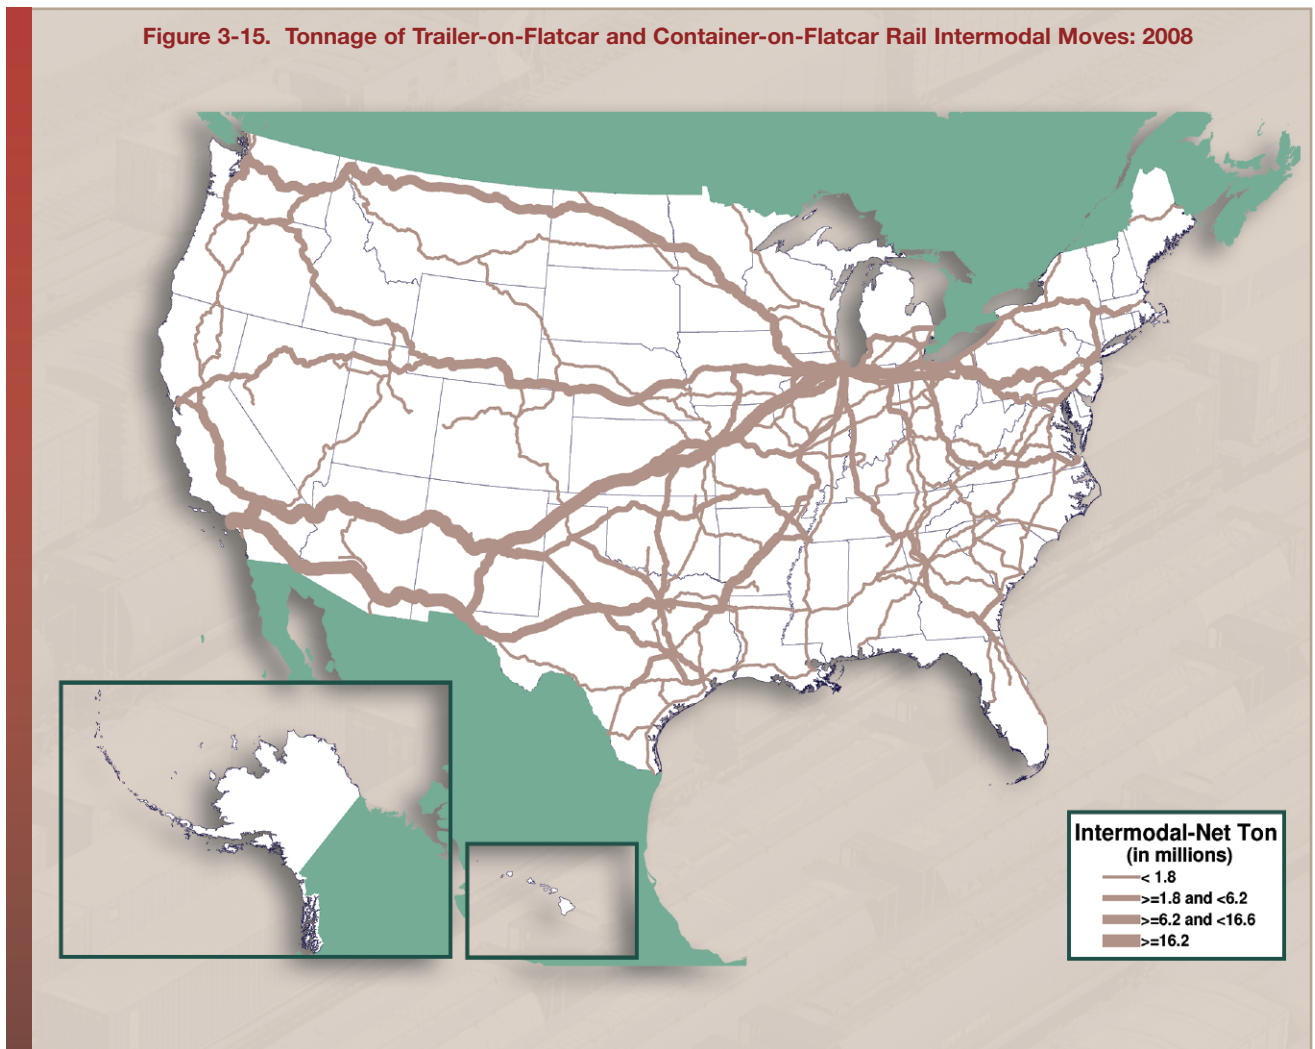 Figure 3-15. Tonnage of Trailer-on-Flatcar and Container-on-Flatcar Rail Intermodal Moves: 2008
Intermodal-Net Ton
(in millions)
< 1.8
>=1.8 and <6.2
>=6.2 and <16.6
>=16.2